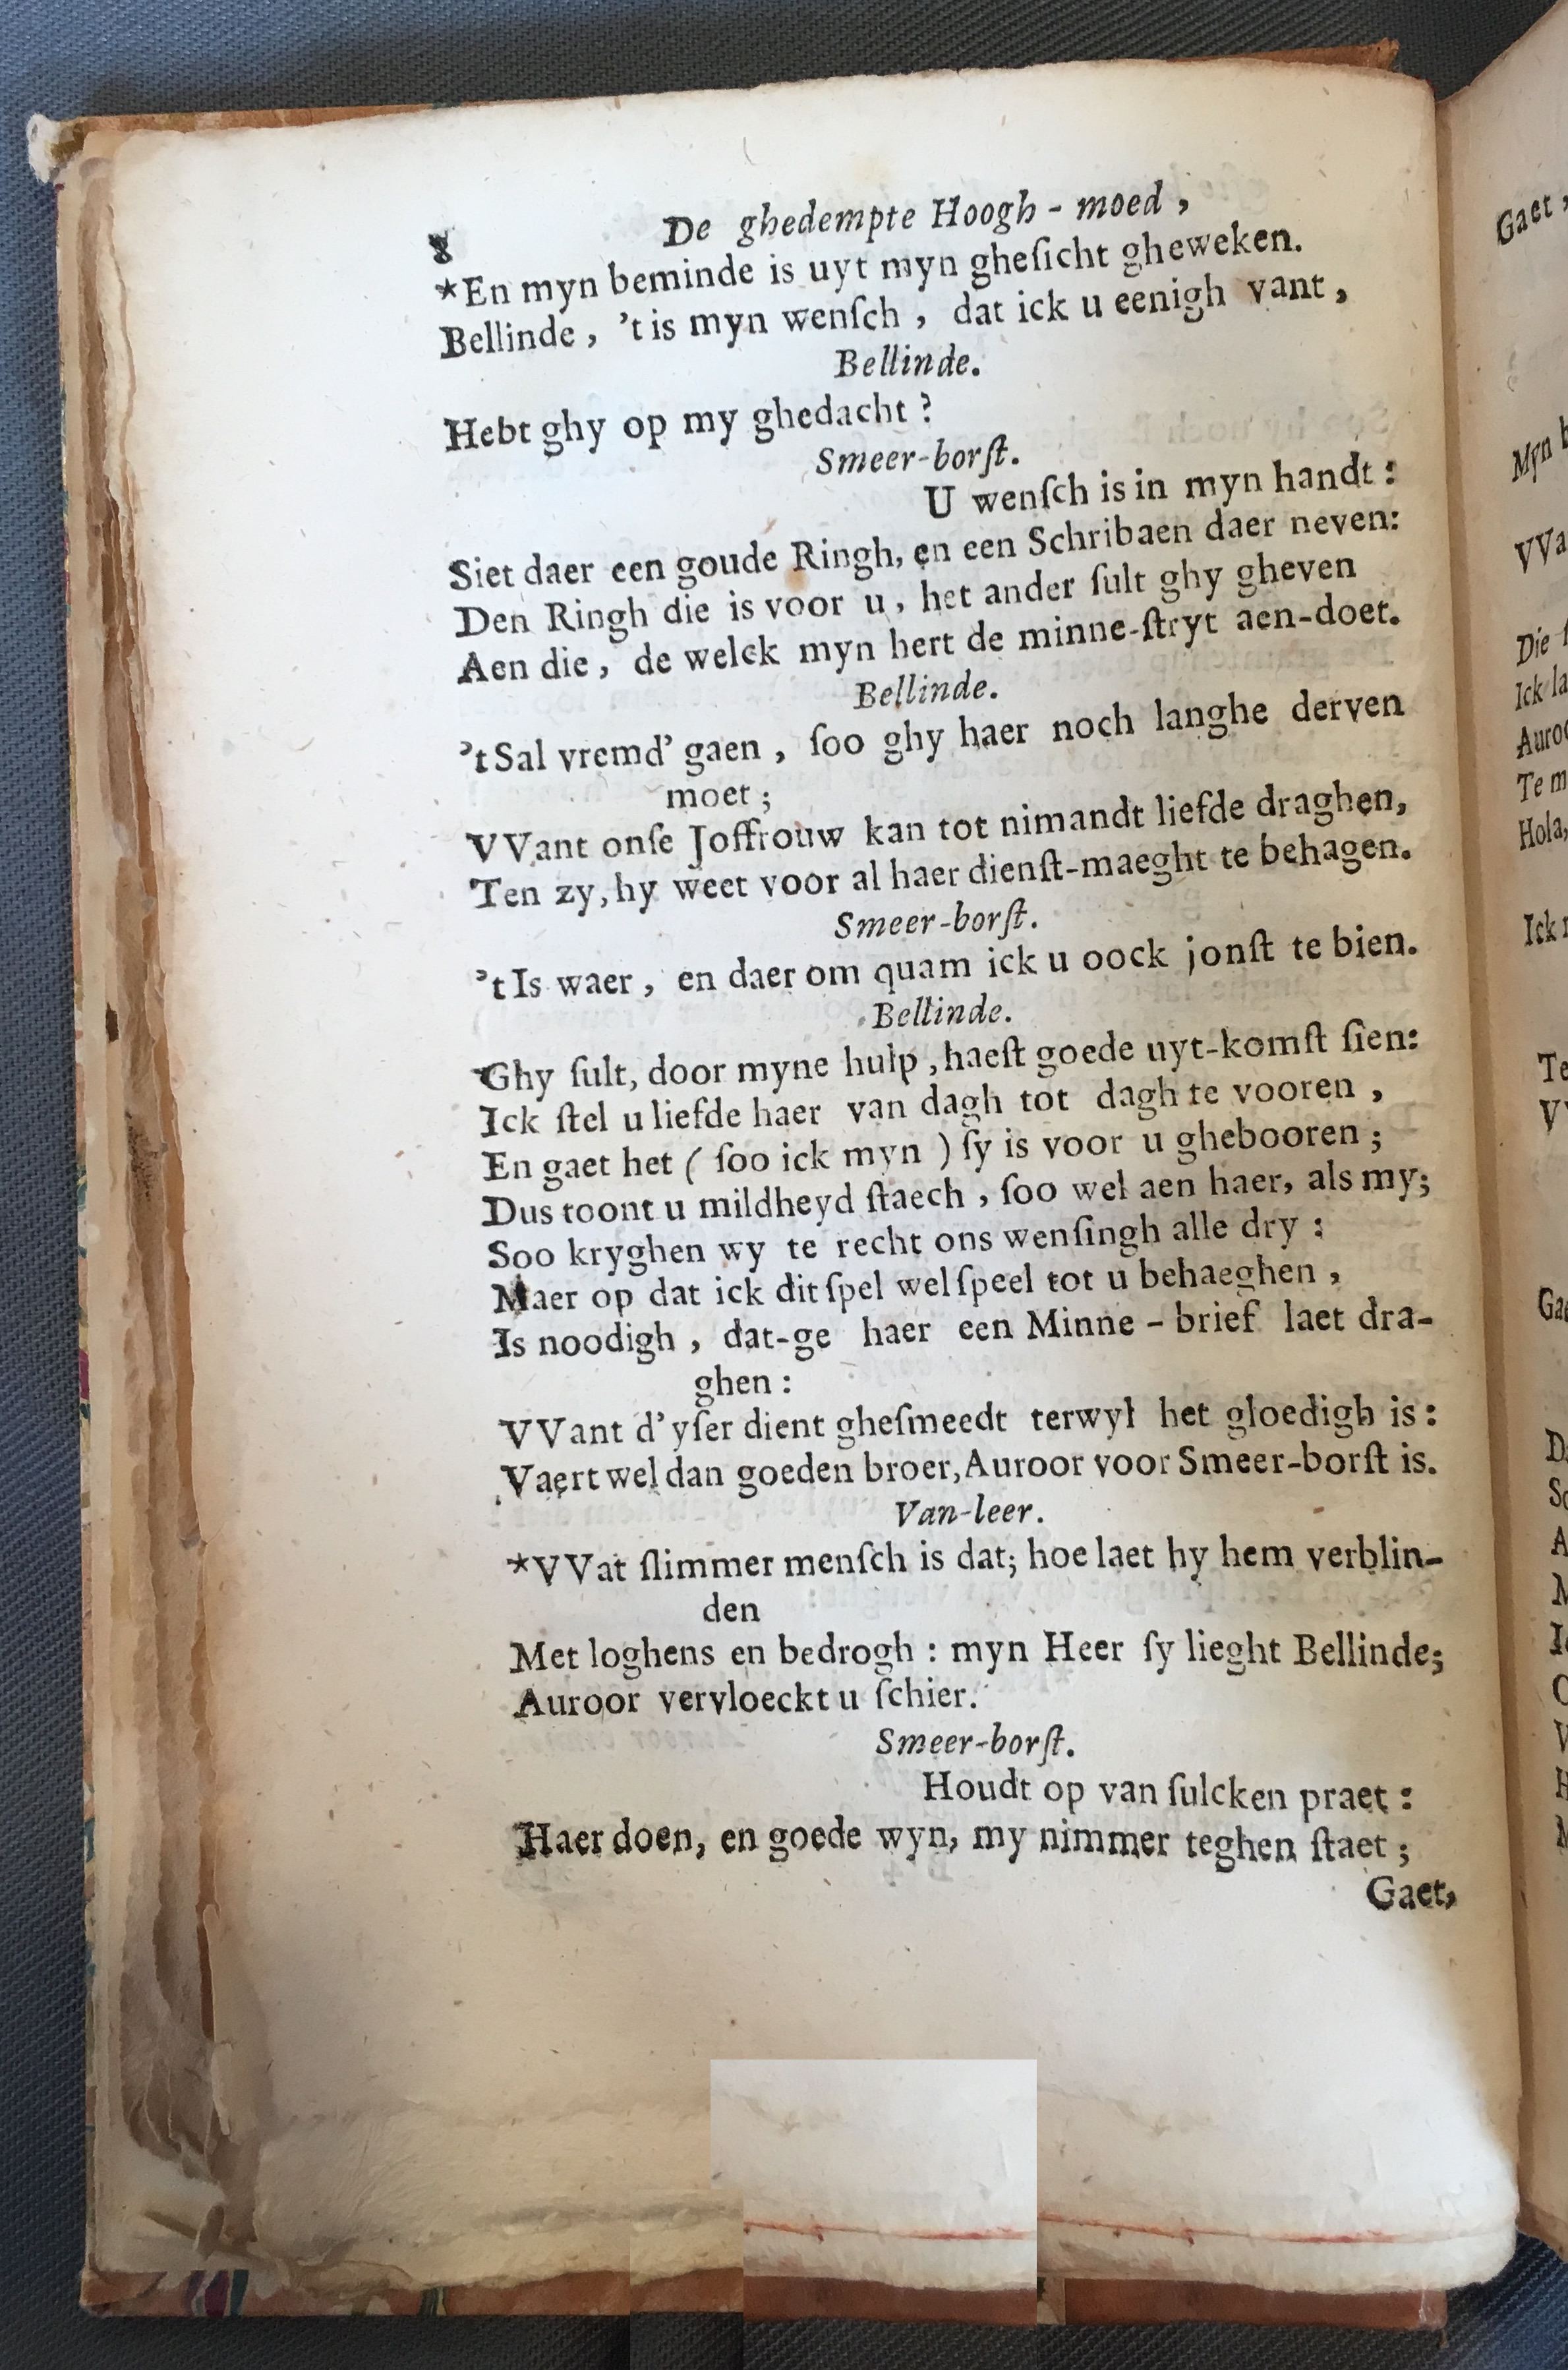 8 De ghedempte Hoogh-moed,
*En myn beminde is uyt myn gheſicht gheweken.
Bellinde, 't is myn wenſch, dat ick u eenigh vant,
Bellinde.
Hebt ghy op my ghedacht?
Smeer-borſt.
U wenſch is in myn handt:
Siet daer een goude Ringh, en een Schribaen daer neven:
Den Ringh die is voor u, het ander ſult ghy gheven
Aen die, de welck myn hert de minne-ſtryt aen-doet.
Bellinde.
't Sal vremd' gaen, ſoo ghy haer noch langhe derven
moet;
VVant onſe Joffrouw kan tot nimandt liefde draghen,
Ten zy, hy weet voor al haer dienſt-maeght te behagen.
Smeer-borſt.
't Is waer, en daer om quam ick u oock jonſt te bien.
Bellinde.
Ghy ſult, door myne hulp, haeſt goede uyt-komſt ſien:
Ick ſtel u liefde haer van dagh tot dagh te vooren,
En gaet het (ſoo ick myn) ſy is voor u ghebooren;
Dus toont u mildheyd ſtaech, ſoo wel aen haer, als my;
Soo kryghen wy te recht ons wenſingh alle dry:
Maer op dat ick dit ſpel wel ſpeel tot u behaeghen,
Is noodigh, dat-ge haer een Minne-brief laet dra-
ghen:
VVant d'yſer dient gheſmeedt terwyl het gloedigh is:
Vaert wel dan goeden broer, Auroor voor Smeer-borſt is.
Van-leer.
*VVat ſlimmer menſch is dat; hoe laet hy hem verblin-
den
Met loghens en bedrogh: myn Heer ſy lieght Bellinde;
Auroor vervloeckt u ſchier.
Smeer-borſt.
Houdt op van ſulcken praet:
Haer doen, en goede wyn, my nimmer teghen ſtaet;
Gaet,
Gaet,
Myn
VVa
Die
Ick la
Auroo
Te m
Hola,
Ick
Te